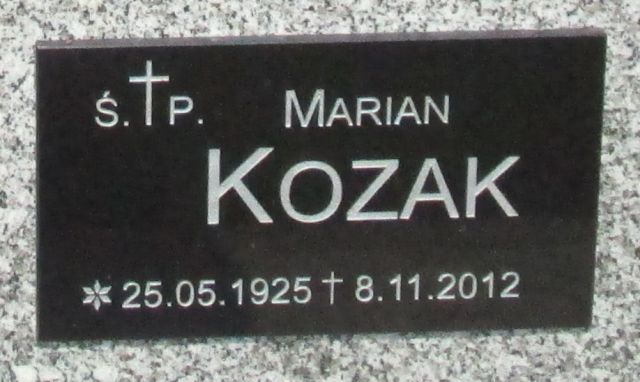 Ś.†P. MARIAN
KOZAK
* 25.05.1925 † 8.11.2012